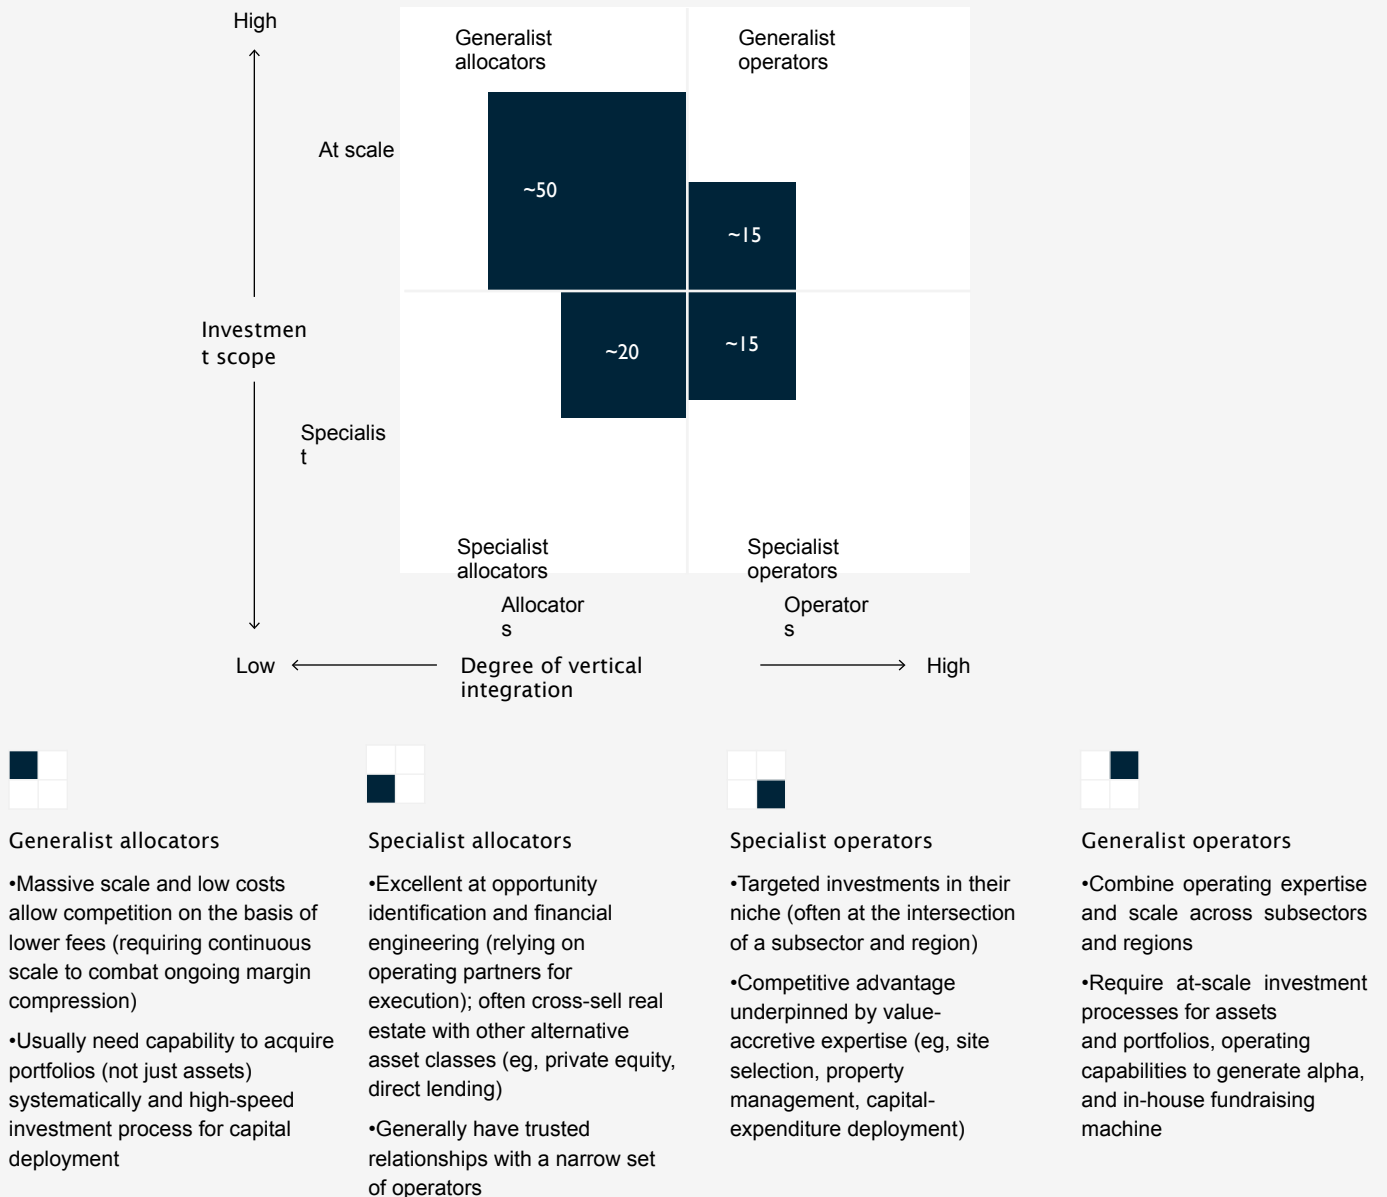 High
Generalist
allocators
Generalist
operators
At scale
~50
~15
Investmen
t scope
~20
~15
Specialis
t
Specialist
allocators
Specialist
operators
Allocator
s
Operator
s
Low
Degree of vertical
integration
High
Generalist allocators
•Massive scale and low costs
allow competition on the basis of
lower fees (requiring continuous
scale to combat ongoing margin
compression)
•Usually need capability to acquire
portfolios (not just assets)
systematically and high-speed
investment process for capital
deployment
Specialist allocators
•Excellent at opportunity
identification and financial
engineering (relying on
operating partners for
execution); often cross-sell real
estate with other alternative
asset classes (eg, private equity,
direct lending)
•Generally have trusted
relationships with a narrow set
of operators
Specialist operators
•Targeted investments in their
niche (often at the intersection
of a subsector and region)
•Competitive advantage
underpinned by value-
accretive expertise (eg, site
selection, property
management, capital-
expenditure deployment)
Generalist operators
•Combine operating expertise
and scale across subsectors
and regions
•Require at-scale investment
processes for assets
and portfolios, operating
capabilities to generate alpha,
and in-house fundraising
machine